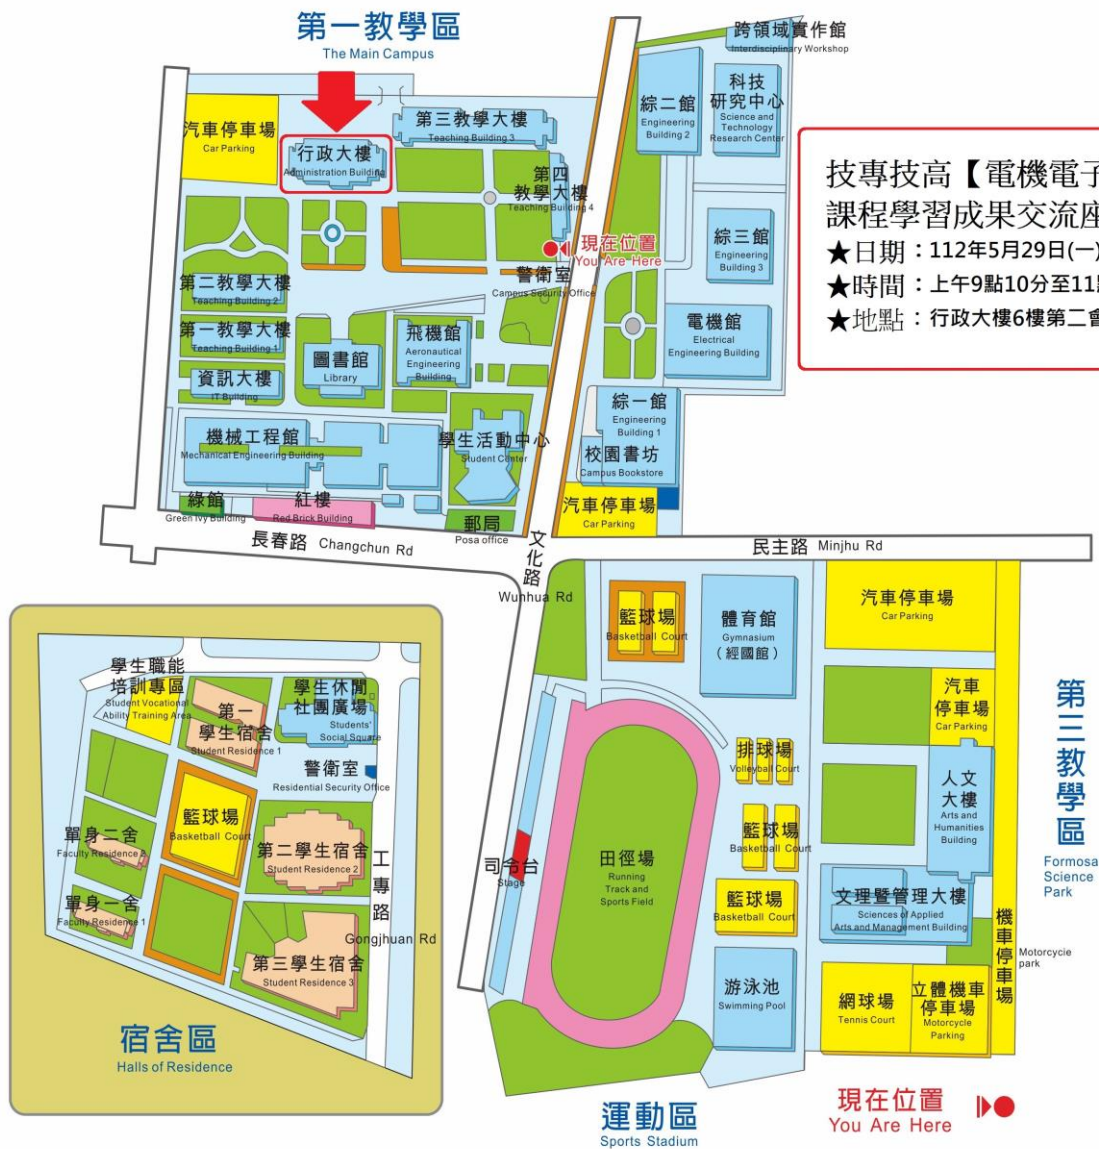 第一教學區
The Main Campus
跨領域實作館
Interdisciplinary Workshop
汽車停車場
Car Parking
行政大樓
Administration Building
第三教學大樓
Teaching Building 3
綜二館
Engineering
Building 2
科技
研究中心
Science and
Technology
Research Center
第四
教學大樓
Teaching Building 4
現在位置
You Are Here
警衛室
Campus Security Office
綜三館
Engineering
Building 3
技專技高【電機電子
課程學習成果交流座
★日期：112年5月29日(一)
★時間：上午9點10分至11
★地點：行政大樓6樓第二會
第二教學大樓
Teaching Building 2
第一教學大樓
Teaching Building 1
資訊大樓
IT Building
圖書館
Library
飛機館
Aeronautical
Engineering
Building
電機館
Electrical
Engineering Building
機械工程館
Mechanical Engineering Building
學生活動中心
Student Center
綜一館
Engineering
Building 1
校園書坊
Campus Bookstore
汽車停車場
Car Parking
綠館
Green Ivy Building
紅樓
Red Brick Building
郵局
Posa office
長春路 Changchun Rd
文化路
Wunhua Rd
民主路 Minjhu Rd
學生職能
培訓專區
Student Vocational
Ability Training Area
第一
學生宿舍
Student Residence 1
學生休閒
社團廣場
Students'
Social Square
警衛室
Residential Security Office
籃球場
Basketball Court
單身二舍
Faculty Residence 2
第二學生宿舍
Student Residence 2
單身一舍
Faculty Residence 1
第三學生宿舍
Student Residence 3
工專路
Gongjhuan Rd
宿舍區
Halls of Residence
籃球場
Basketball Court
體育館
Gymnasium
（經國館）
汽車停車場
Car Parking
汽車
停車場
Car Parking
排球場
Volleyball Court
籃球場
Basketball Court
籃球場
Basketball Court
司令台
Stage
田徑場
Running
Track and
Sports Field
游泳池
Swimming Pool
人文
大樓
Arts and
Humanities
Building
文理暨管理大樓
Sciences of Applied
Arts and Management Building
網球場
Tennis Court
立體機車
停車場
Motorcycle
Parking
機車停車場
Motorcycie
park
第三教學區
Formosa
Science
Park
運動區
Sports Stadium
現在位置
You Are Here